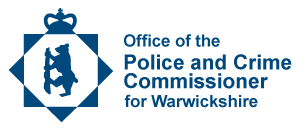 Office of the
Police and Crime
Commissioner
for Warwickshire